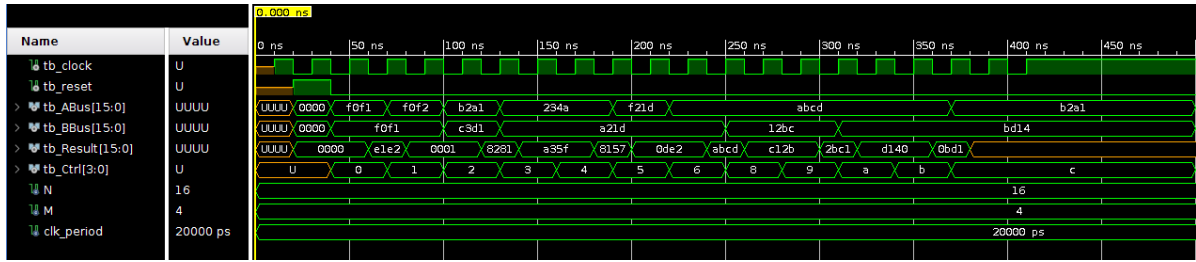 0.000 ns
Name Value
0 ns 50 ns 100 ns 150 ns 200 ns 250 ns 300 ns 350 ns 400 ns 450 ns
tb_clock U
tb_reset U
tb_ABus[15:0] UUUU UUUU 0000 f0f1 f0f2 b2a1 234a f21d abcd b2a1
tb_BBus[15:0] UUUU UUUU 0000 f0f1 c3d1 a21d 12bc bd14
tb_Result[15:0] UUUU UUUU 0000 e1e2 0001 8281 a35f 8157 0de2 abcd c12b 2bc1 d140 0bd1
tb_Ctrl[3:0] U U 0 1 2 3 4 5 6 8 9 a b c
N 16 16
M 4 4
clk_period 20000 ps 20000 ps